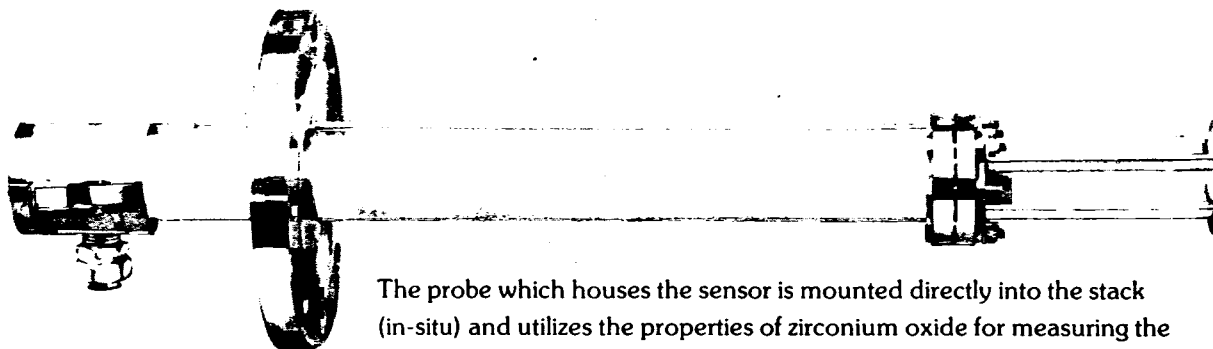 The probe which houses the sensor is mounted directly into the stack
(in-situ) and utilizes the properties of zirconium oxide for measuring the